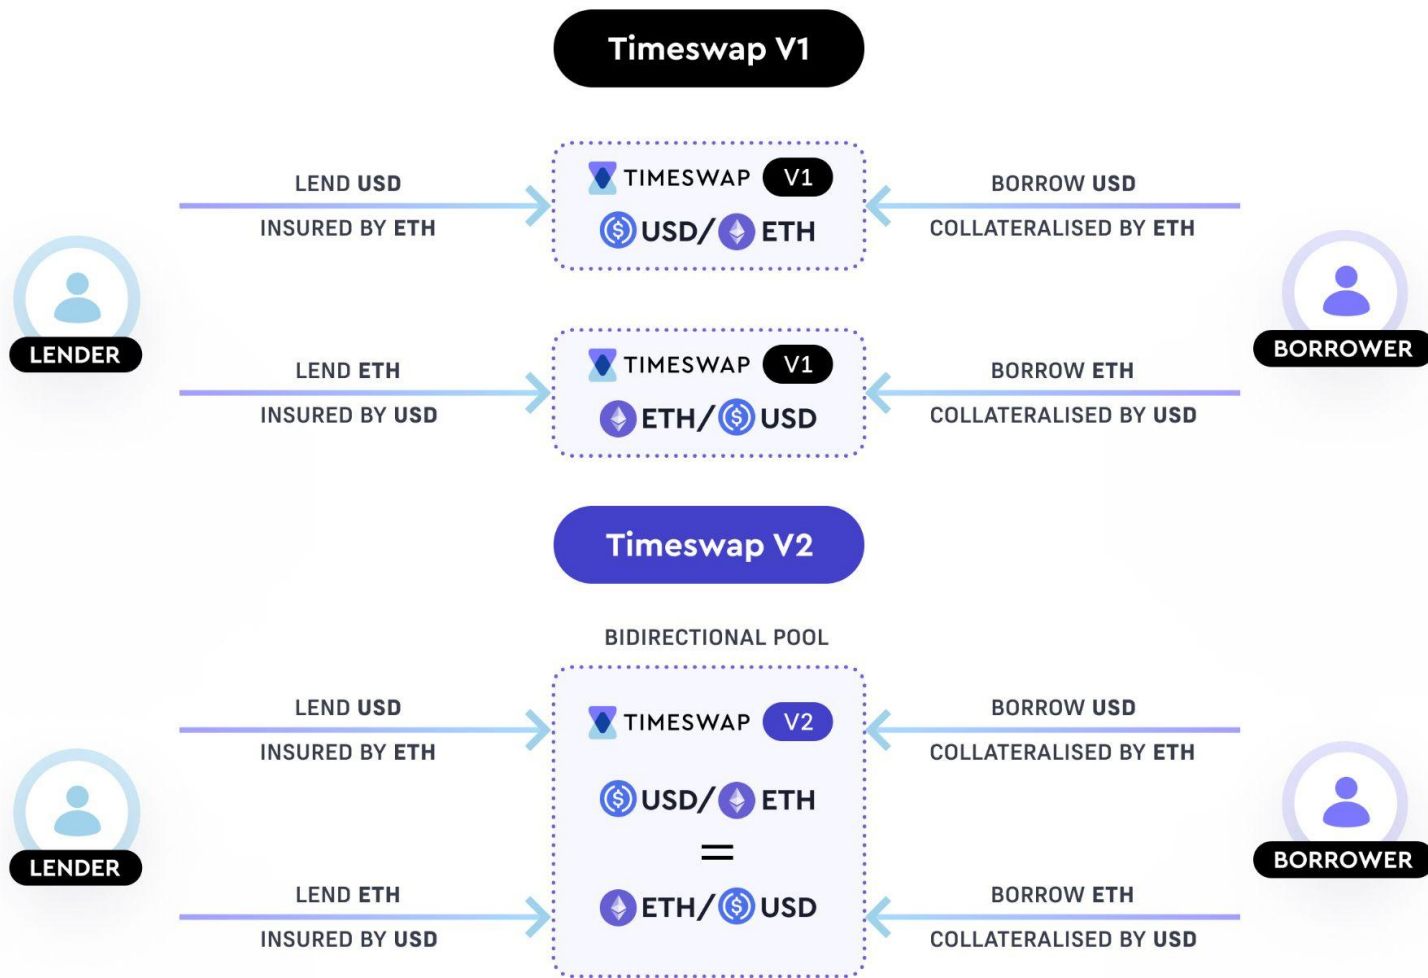 Timeswap V1
LEND USD
INSURED BY ETH
TIMESWAP V1
USD/ETH
BORROW USD
COLLATERALISED BY ETH
LENDER
BORROWER
LEND ETH
INSURED BY USD
TIMESWAP V1
ETH/USD
BORROW ETH
COLLATERALISED BY USD
Timeswap V2
BIDIRECTIONAL POOL
LEND USD
INSURED BY ETH
TIMESWAP V2
USD/ETH
=
ETH/USD
BORROW USD
COLLATERALISED BY ETH
LENDER
BORROWER
LEND ETH
INSURED BY USD
BORROW ETH
COLLATERALISED BY USD